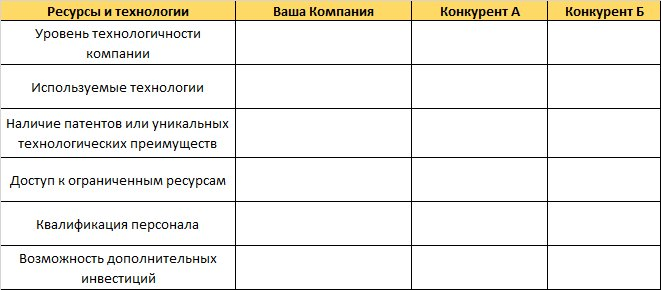 Ресурсы и технологии Ваша Компания Конкурент А Конкурент Б
Уровень технологичности
компании
Используемые технологии
Наличие патентов или уникальных
технологических преимуществ
Доступ к ограниченным ресурсам
Квалификация персонала
Возможность дополнительных
инвестиций